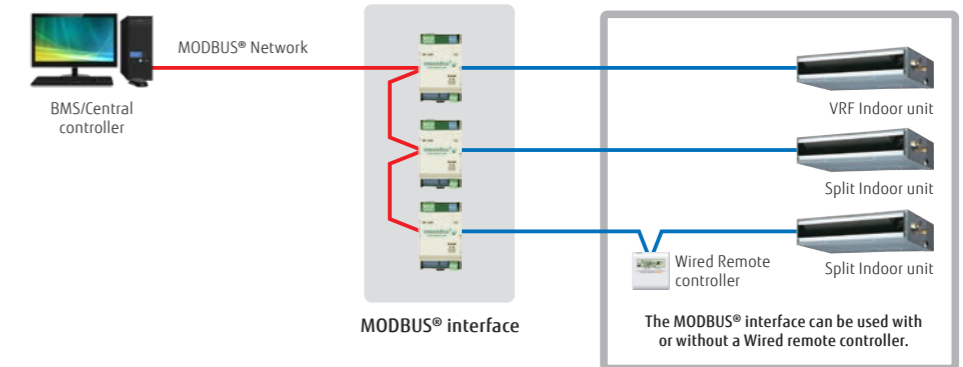 MODBUS® Network
BMS/Central
controller
VRF Indoor unit
Split Indoor unit
Wired Remote
controller
Split Indoor unit
MODBUS® interface
The MODBUS® interface can be used with
or without a Wired remote controller.